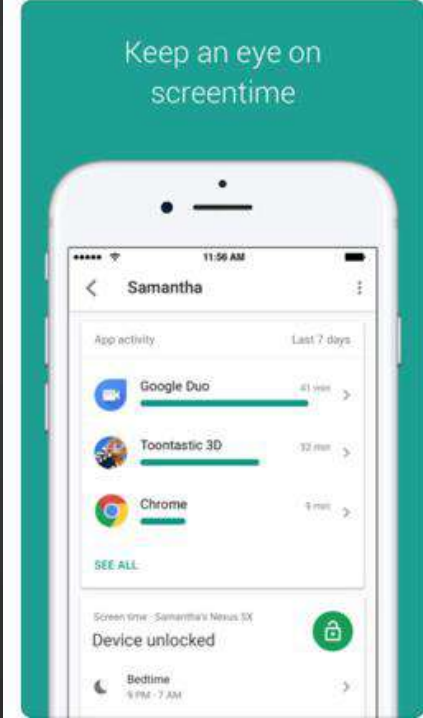 Keep an eye on
screentime
11:56 AM
Samantha
App activity Last 7 days
Google Duo 41 min
Toontastic 3D 32 min
Chrome 9 min
SEE ALL
Screen time · Samantha's Nexus 5X
Device unlocked
Bedtime
9 PM - 7 AM